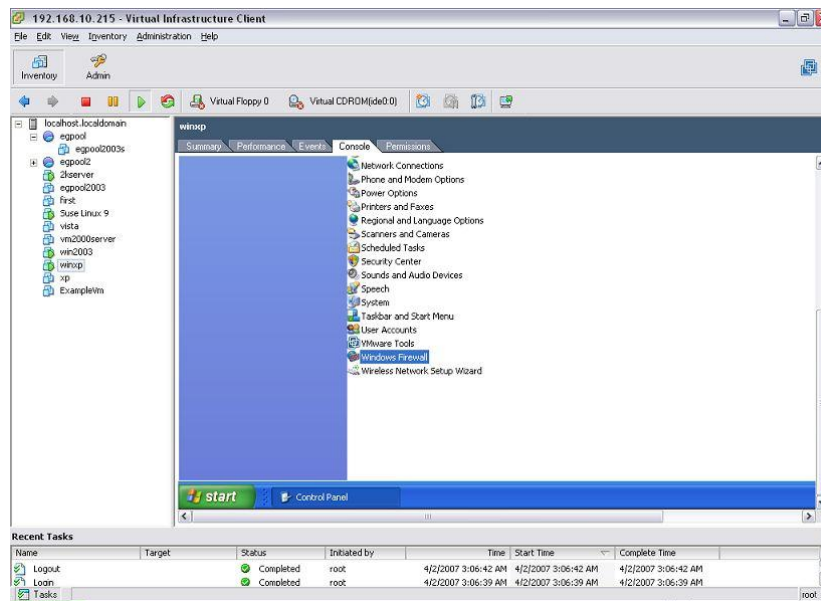 192.168.10.215 - Virtual Infrastructure Client
File Edit View Inventory Administration Help
Inventory Admin
Virtual Floppy 0 Virtual CDROM(ide0:0)
localhost.localdomain
egpool
egpool2003s
egpool2
2kserver
egpool2003
first
Suse Linux 9
vista
vm2000server
win2003
winxp
xp
ExampleVm
winxp
Summary Performance Events Console Permissions
Network Connections
Phone and Modem Options
Power Options
Printers and Faxes
Regional and Language Options
Scanners and Cameras
Scheduled Tasks
Security Center
Sounds and Audio Devices
Speech
System
Taskbar and Start Menu
User Accounts
VMware Tools
Windows Firewall
Wireless Network Setup Wizard
start Control Panel
Recent Tasks
Name Target Status Initiated by Time Start Time Complete Time
Logout Completed root 4/2/2007 3:06:42 AM 4/2/2007 3:06:42 AM 4/2/2007 3:06:42 AM
Login Completed root 4/2/2007 3:06:39 AM 4/2/2007 3:06:39 AM 4/2/2007 3:06:39 AM
Tasks root